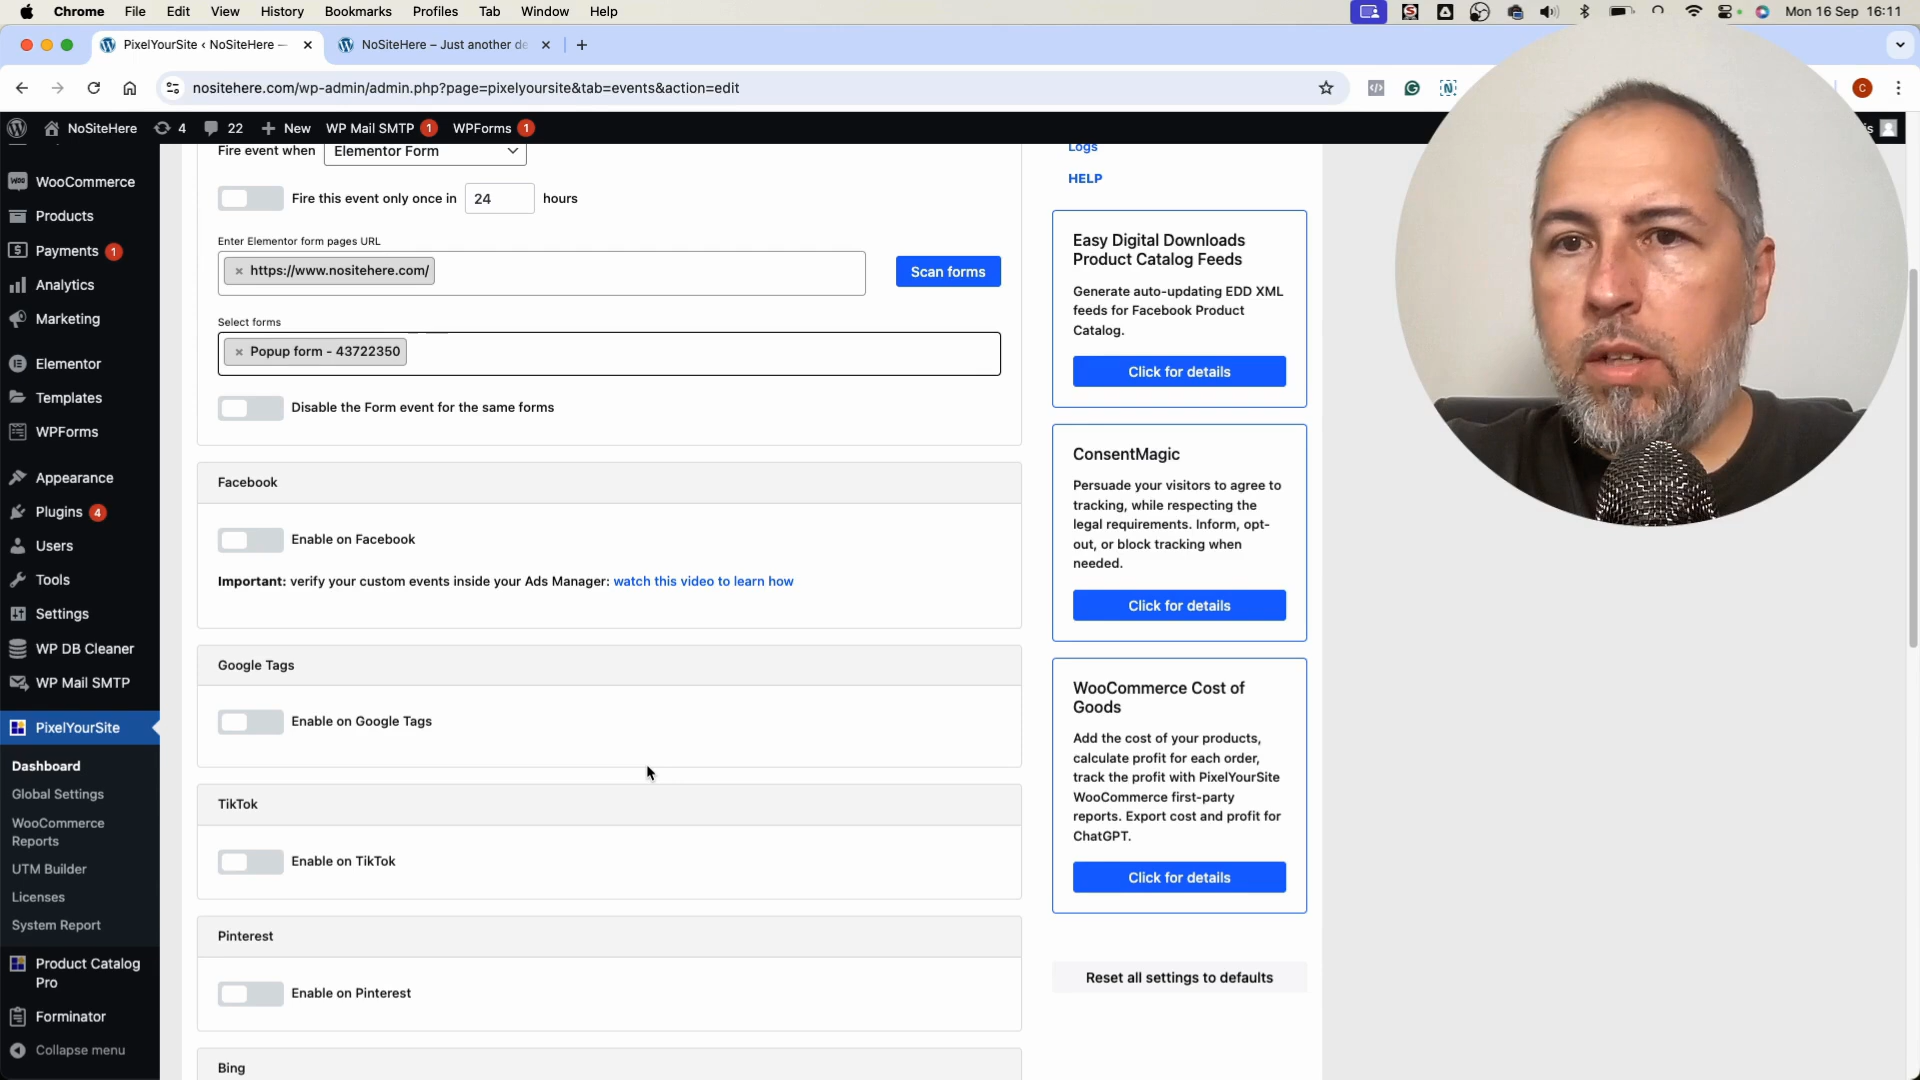 Chrome File Edit View History Bookmarks Profiles Tab Window Help Mon 16 Sep 16:11
PixelYourSite ‹ NoSiteHere — NoSiteHere – Just another de
nositehere.com/wp-admin/admin.php?page=pixelyoursite&tab=events&action=edit
C
NoSiteHere 4 22 New WP Mail SMTP 1 WPForms 1
WooCommerce
Products
Payments 1
Analytics
Marketing
Elementor
Templates
WPForms
Appearance
Plugins 4
Users
Tools
Settings
WP DB Cleaner
WP Mail SMTP
PixelYourSite
Dashboard
Global Settings
WooCommerce
Reports
UTM Builder
Licenses
System Report
Product Catalog
Pro
Forminator
Collapse menu
Fire event when Elementor Form
Fire this event only once in 24 hours
Enter Elementor form pages URL
× https://www.nositehere.com/
Scan forms
Select forms
× Popup form - 43722350
Disable the Form event for the same forms
Facebook
Enable on Facebook
Important: verify your custom events inside your Ads Manager: watch this video to learn how
Google Tags
Enable on Google Tags
TikTok
Enable on TikTok
Pinterest
Enable on Pinterest
Bing
Logs
HELP
Easy Digital Downloads
Product Catalog Feeds
Generate auto-updating EDD XML
feeds for Facebook Product
Catalog.
Click for details
ConsentMagic
Persuade your visitors to agree to
tracking, while respecting the
legal requirements. Inform, opt-
out, or block tracking when
needed.
Click for details
WooCommerce Cost of
Goods
Add the cost of your products,
calculate profit for each order,
track the profit with PixelYourSite
WooCommerce first-party
reports. Export cost and profit for
ChatGPT.
Click for details
Reset all settings to defaults